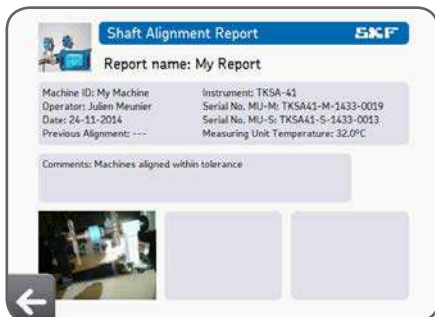 Shaft Alignment Report
SKF
Report name: My Report
Machine ID: My Machine
Operator: Julien Meunier
Date: 24-11-2014
Previous Alignment: ---
Instrument: TKSA-41
Serial No. MU-M: TKSA41-M-1433-0019
Serial No. MU-S: TKSA41-S-1433-0013
Measuring Unit Temperature: 32.0ºC
Comments: Machines aligned within tolerance